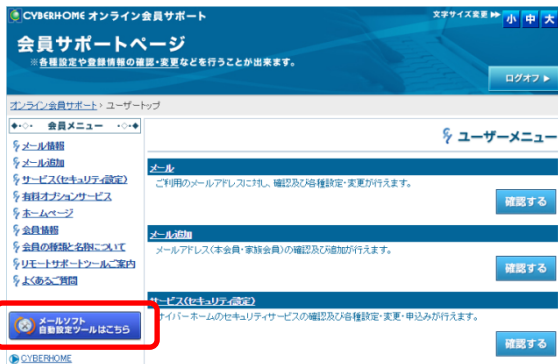 CYBERHOME オンライン会員サポート
文字サイズ変更 小 中 大
会員サポートページ
※各種設定や登録情報の確認・変更などを行うことが出来ます。
ログオフ
オンライン会員サポート > ユーザートップ
会員メニュー
メール情報
メール追加
サービス(セキュリティ設定)
有料オプションサービス
ホームページ
会員情報
会員の種類と名称について
リモートサポートツールご案内
よくあるご質問
メールソフト
自動設定ツールはこちら
CYBERHOME
ユーザーメニュー
メール
ご利用のメールアドレスに対し、確認及び各種設定・変更が行えます。
確認する
メール追加
メールアドレス(本会員・家族会員)の確認及び追加が行えます。
確認する
サービス(セキュリティ設定)
サイバーホームのセキュリティサービスの確認及び各種設定・変更・申込みが行えます。
確認する